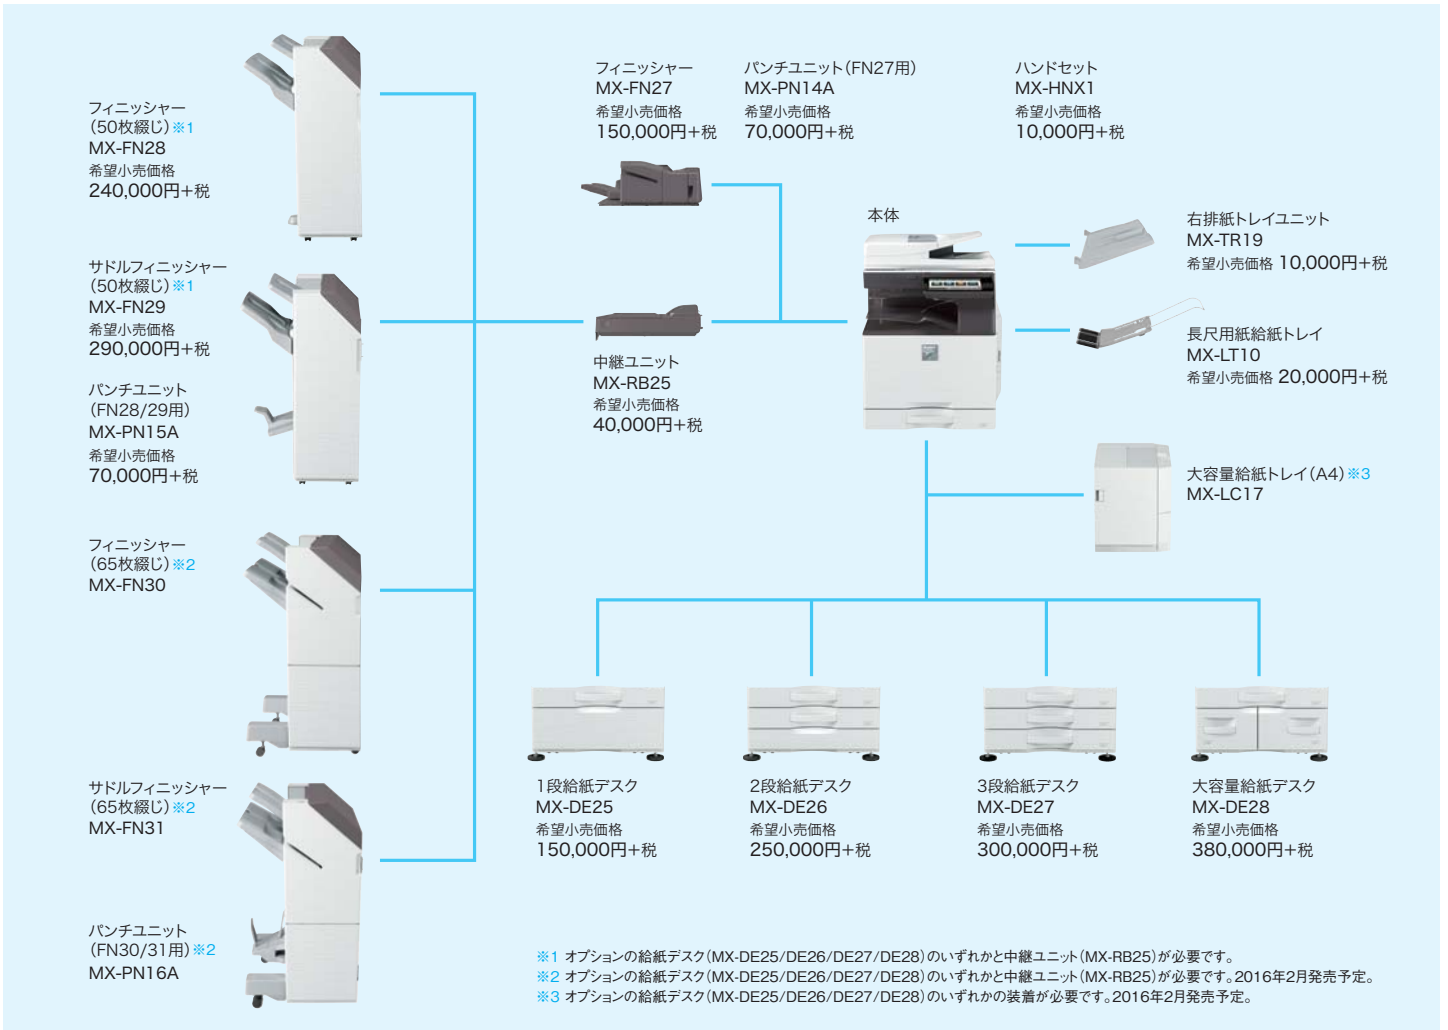 フィニッシャー
（50枚綴じ）※1
MX-FN28
希望小売価格
240,000円+税
サドルフィニッシャー
（50枚綴じ）※1
MX-FN29
希望小売価格
290,000円+税
パンチユニット
（FN28/29用）
MX-PN15A
希望小売価格
70,000円+税
フィニッシャー
（65枚綴じ）※2
MX-FN30
サドルフィニッシャー
（65枚綴じ）※2
MX-FN31
パンチユニット
（FN30/31用）※2
MX-PN16A
フィニッシャー
MX-FN27
希望小売価格
150,000円+税
パンチユニット（FN27用）
MX-PN14A
希望小売価格
70,000円+税
ハンドセット
MX-HNX1
希望小売価格
10,000円+税
中継ユニット
MX-RB25
希望小売価格
40,000円+税
本体
右排紙トレイユニット
MX-TR19
希望小売価格 10,000円+税
長尺用紙給紙トレイ
MX-LT10
希望小売価格 20,000円+税
大容量給紙トレイ（A4）※3
MX-LC17
1段給紙デスク
MX-DE25
希望小売価格
150,000円+税
2段給紙デスク
MX-DE26
希望小売価格
250,000円+税
3段給紙デスク
MX-DE27
希望小売価格
300,000円+税
大容量給紙デスク
MX-DE28
希望小売価格
380,000円+税
※1 オプションの給紙デスク（MX-DE25/DE26/DE27/DE28）のいずれかと中継ユニット（MX-RB25）が必要です。
※2 オプションの給紙デスク（MX-DE25/DE26/DE27/DE28）のいずれかと中継ユニット（MX-RB25）が必要です。2016年2月発売予定。
※3 オプションの給紙デスク（MX-DE25/DE26/DE27/DE28）のいずれかの装着が必要です。2016年2月発売予定。